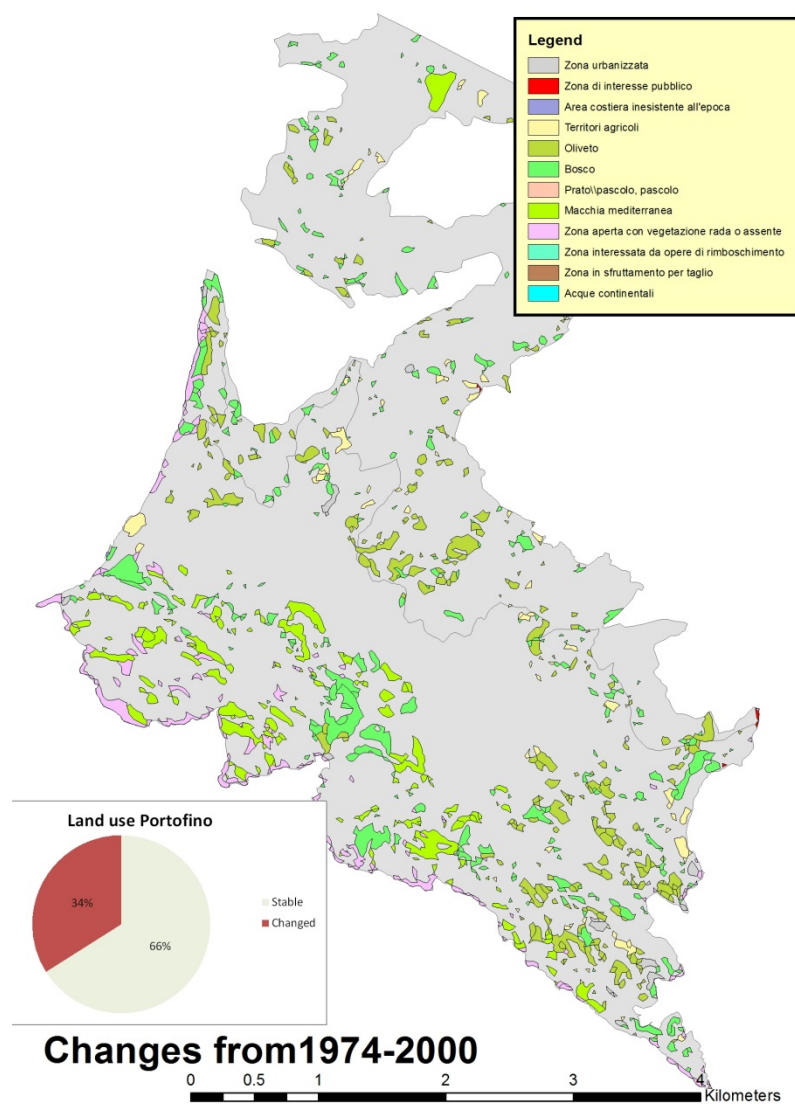 Legend
Zona urbanizzata
Zona di interesse pubblico
Area costiera inesistente all'epoca
Territori agricoli
Oliveto
Bosco
Prato\\pascolo, pascolo
Macchia mediterranea
Zona aperta con vegetazione rada o assente
Zona interessata da opere di rimboschimento
Zona in sfruttamento per taglio
Acque continentali
Land use Portofino
34%
66%
Stable
Changed
Changes from1974-2000
0 0.5 1 2 3 4
Kilometers